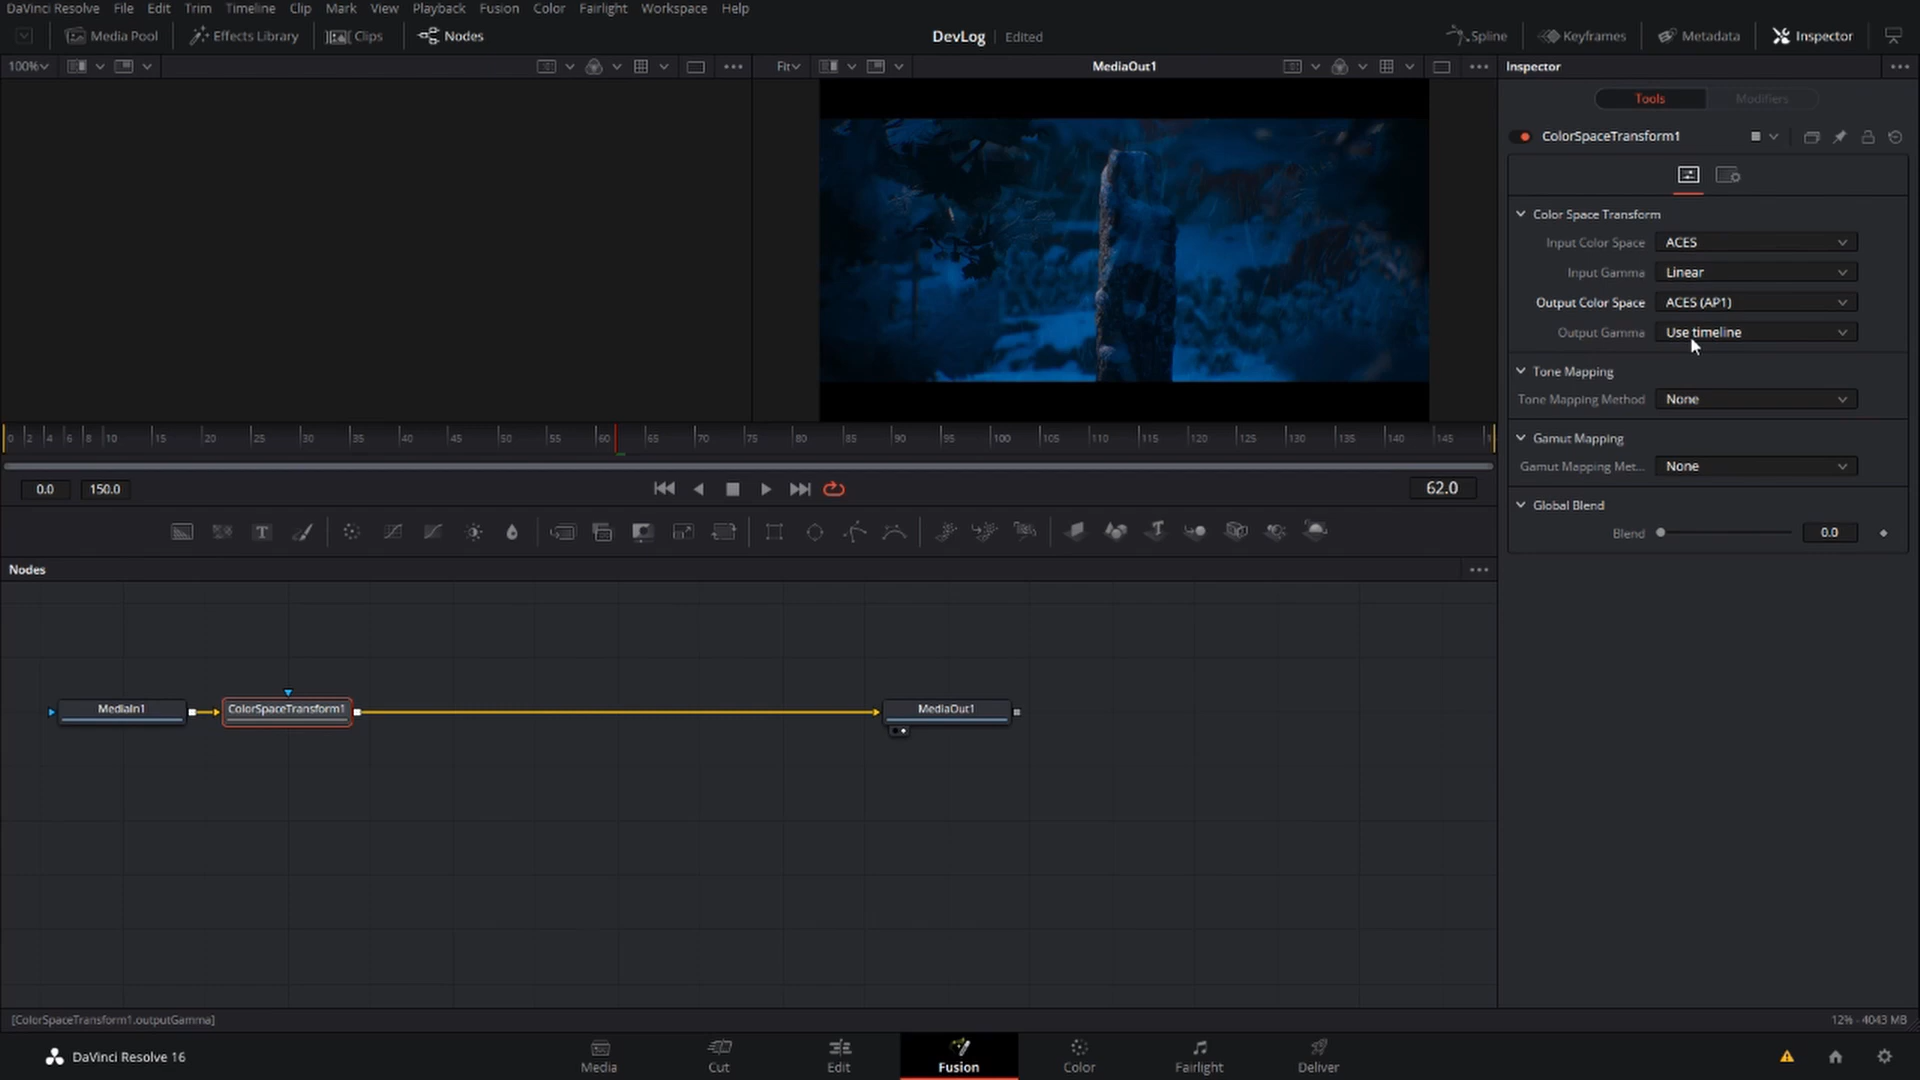 DaVinci Resolve File Edit Trim Timeline Clip Mark View Playback Fusion Color Fairlight Workspace Help
Media Pool Effects Library Clips Nodes DevLog Edited Spline Keyframes Metadata Inspector
100% Fit MediaOut1 Inspector
Tools Modifiers
ColorSpaceTransform1
Color Space Transform
Input Color Space ACES
Input Gamma Linear
Output Color Space ACES (AP1)
Output Gamma Use timeline
Tone Mapping
Tone Mapping Method None
Gamut Mapping
Gamut Mapping Met... None
Global Blend
Blend 0.0
0 2 4 6 8 10 15 20 25 30 35 40 45 50 55 60 65 70 75 80 85 90 95 100 105 110 115 120 125 130 135 140 145
0.0 150.0 62.0
Nodes
MediaIn1 ColorSpaceTransform1 MediaOut1
[ColorSpaceTransform1.outputGamma] 12% - 4043 MB
DaVinci Resolve 16 Media Cut Edit Fusion Color Fairlight Deliver